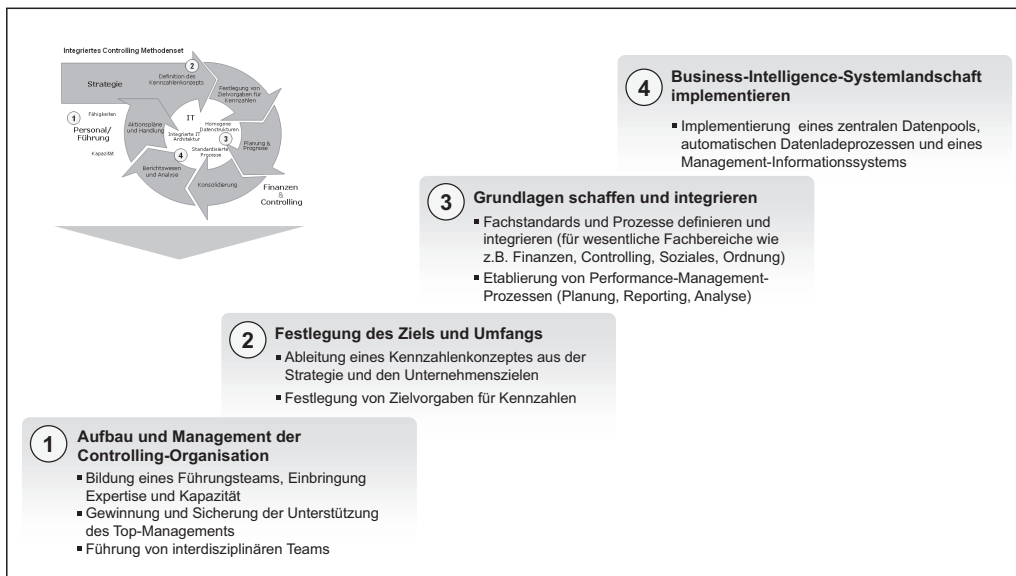 Integriertes Controlling Methodenset
Strategie
2
Definition des
Kennzahlenkonzepts
Festlegung von
Zielvorgaben für
Kennzahlen
1
Fähigkeiten
Personal/
Führung
Kapazität
Aktionspläne
und Handlung
IT
Integrierte IT
Architektur
Homogene
Datenstrukturen
3
4
Standardisierte
Prozesse
Planung &
Prognose
Berichtswesen
und Analyse
Konsolidierung
Finanzen
&
Controlling
4
Business-Intelligence-Systemlandschaft
implementieren
▪ Implementierung eines zentralen Datenpools,
automatischen Datenladeprozessen und eines
Management-Informationssystems
3
Grundlagen schaffen und integrieren
▪ Fachstandards und Prozesse definieren und
integrieren (für wesentliche Fachbereiche wie
z.B. Finanzen, Controlling, Soziales, Ordnung)
▪ Etablierung von Performance-Management-
Prozessen (Planung, Reporting, Analyse)
2
Festlegung des Ziels und Umfangs
▪ Ableitung eines Kennzahlenkonzeptes aus der
Strategie und den Unternehmenszielen
▪ Festlegung von Zielvorgaben für Kennzahlen
1
Aufbau und Management der
Controlling-Organisation
▪ Bildung eines Führungsteams, Einbringung
Expertise und Kapazität
▪ Gewinnung und Sicherung der Unterstützung
des Top-Managements
▪ Führung von interdisziplinären Teams